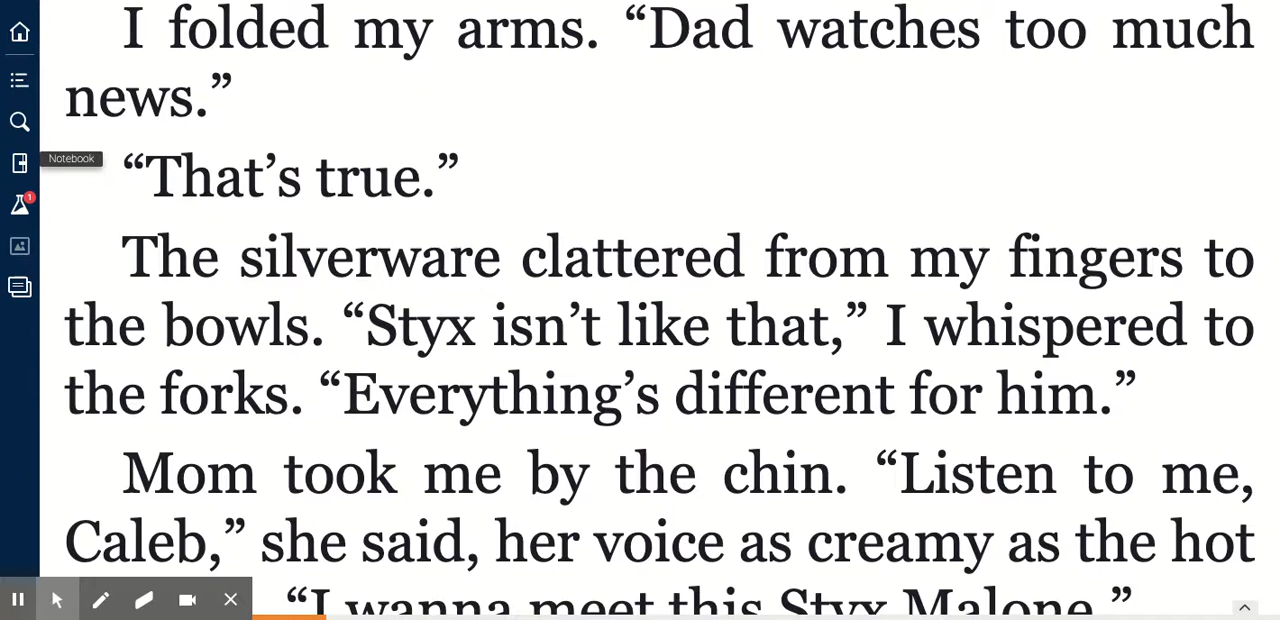 I folded my arms. “Dad watches too much
news.”
Notebook
“That’s true.”
1
The silverware clattered from my fingers to
the bowls. “Styx isn’t like that,” I whispered to
the forks. “Everything’s different for him.”
Mom took me by the chin. “Listen to me,
Caleb,” she said, her voice as creamy as the hot
“I wanna meet this Styx Malone.”